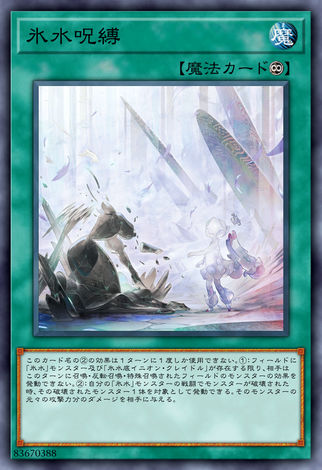 氷水呪縛
魔
【魔法カード♾】
このカード名の②の効果は１ターンに１度しか使用できない。①：フィールドに
「氷水」モンスター及び「氷水底イニオン・クレイドル」が存在する限り、相手は
このターンに召喚・反転召喚・特殊召喚されたフィールドのモンスターの効果を
発動できない。②：自分の「氷水」モンスターの戦闘でモンスターが破壊された
時、その破壊されたモンスター１体を対象として発動できる。そのモンスターの
元々の攻撃力分のダメージを相手に与える。
83670388